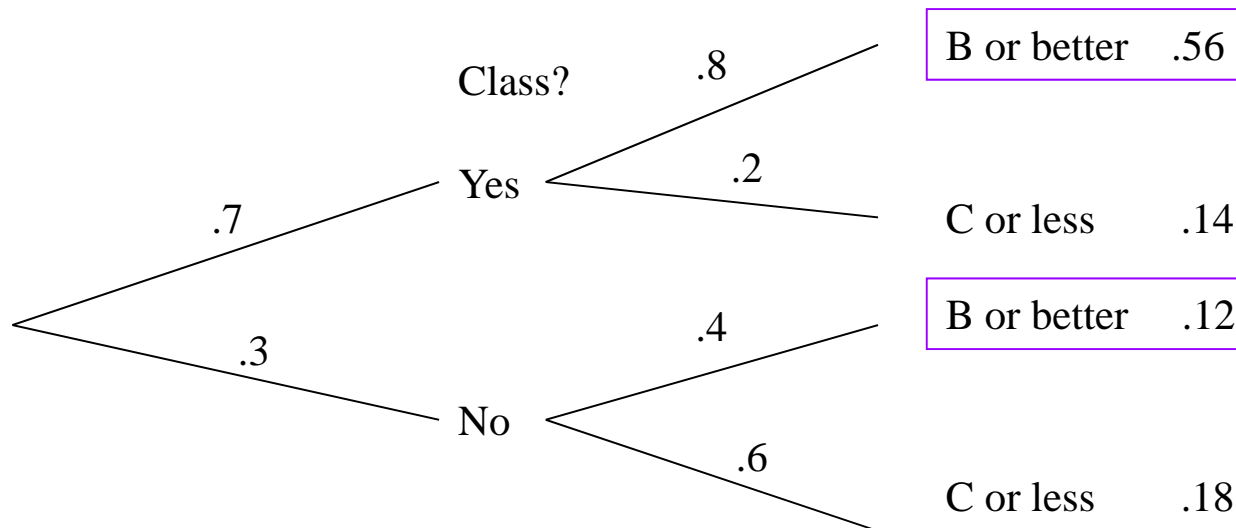 B or better .56
.8
Class?
.2
Yes
C or less .14
.7
B or better .12
.4
.3
No
.6
C or less .18